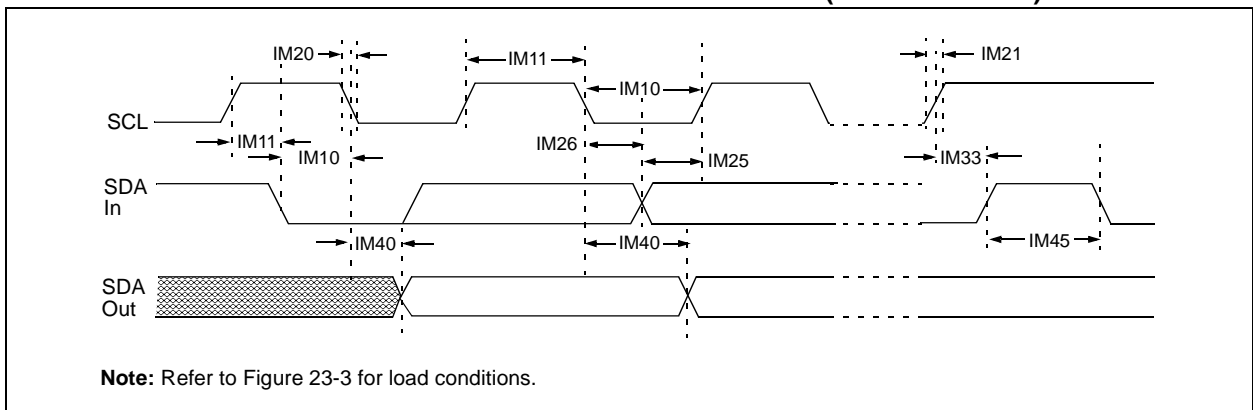 IM20
IM11
IM21
IM10
SCL
IM11
IM10
IM26
IM25
IM33
SDA
In
IM40
IM40
IM45
SDA
Out
Note: Refer to Figure 23-3 for load conditions.